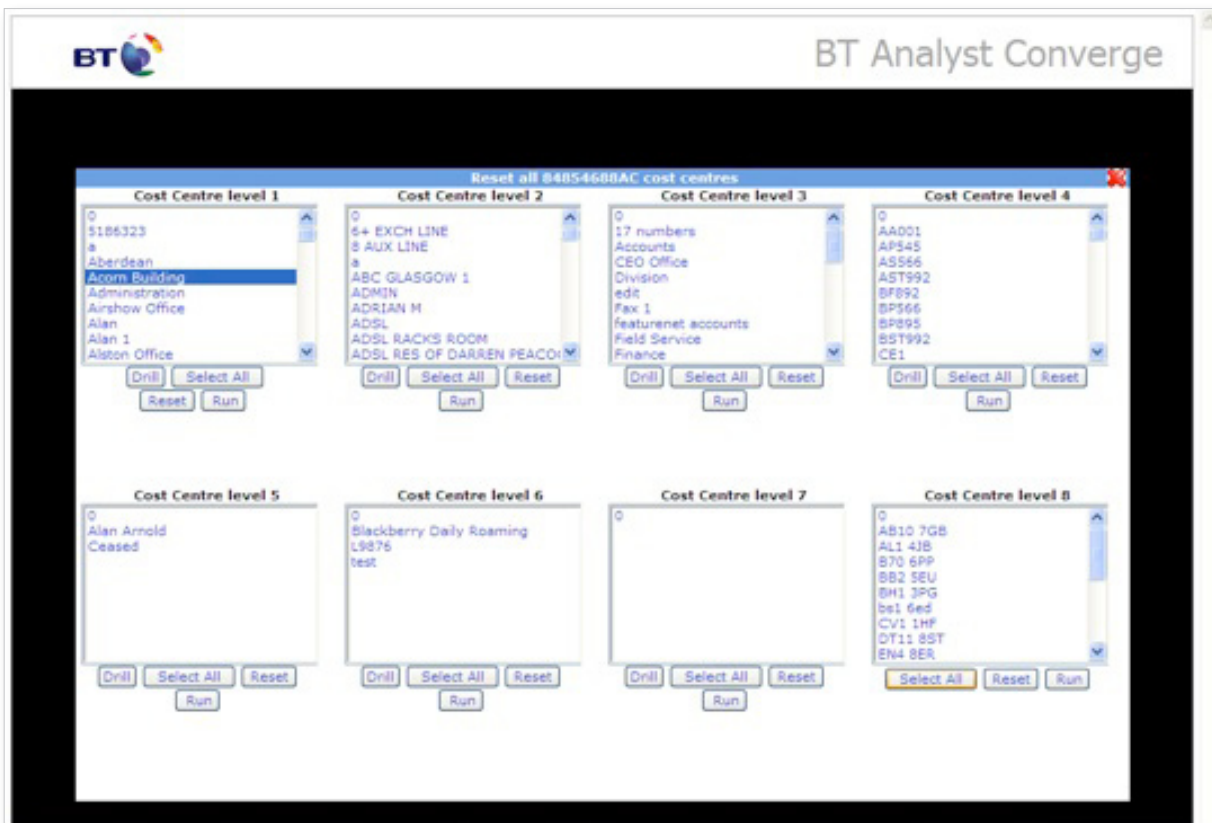 BT
BT Analyst Converge
Reset all 84854688AC cost centres
Cost Centre level 1
0
5186323
a
Aberdean
Acorn Building
Administration
Airshow Office
Alan
Alan 1
Alston Office
Drill Select All
Reset Run
Cost Centre level 2
0
6+ EXCH LINE
8 AUX LINE
a
ABC GLASGOW 1
ADMIN
ADRIAN M
ADSL
ADSL RACKS ROOM
ADSL RES OF DARREN PEACO
Drill Select All Reset
Run
Cost Centre level 3
0
17 numbers
Accounts
CEO Office
Division
edit
Fax 1
featurenet accounts
Field Service
Finance
Drill Select All Reset
Run
Cost Centre level 4
0
AA001
AP545
AS566
AST992
BF892
BP566
BP895
BST992
CE1
Drill Select All Reset
Run
Cost Centre level 5
0
Alan Arnold
Ceased
Drill Select All Reset
Run
Cost Centre level 6
0
Blackberry Daily Roaming
L9876
test
Drill Select All Reset
Run
Cost Centre level 7
0
Drill Select All Reset
Run
Cost Centre level 8
0
AB10 7GB
AL1 4JB
B70 6PP
BB2 5EU
BH1 3PG
bs1 6ed
CV1 1HF
DT11 8ST
EN4 8ER
Select All Reset Run